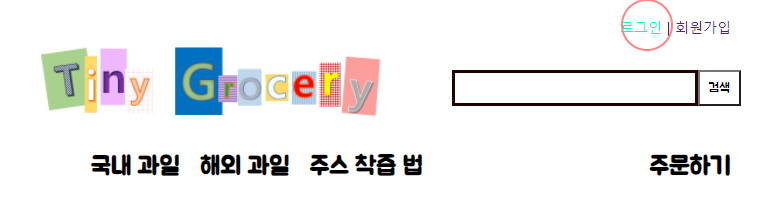 로그인 | 회원가입
Tiny Grocery
검색
국내 과일 해외 과일 주스 착즙 법 주문하기